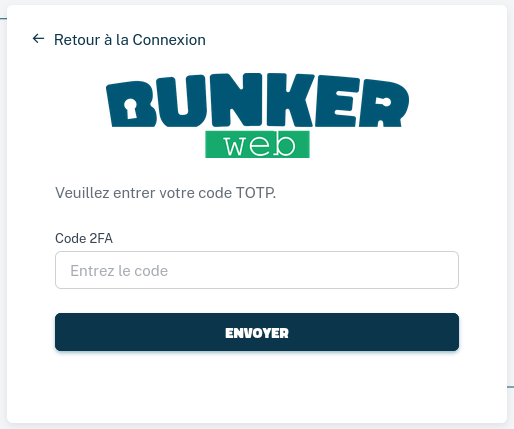 Retour à la Connexion
BUNKER
web
Veuillez entrer votre code TOTP.
Code 2FA
Entrez le code
ENVOYER